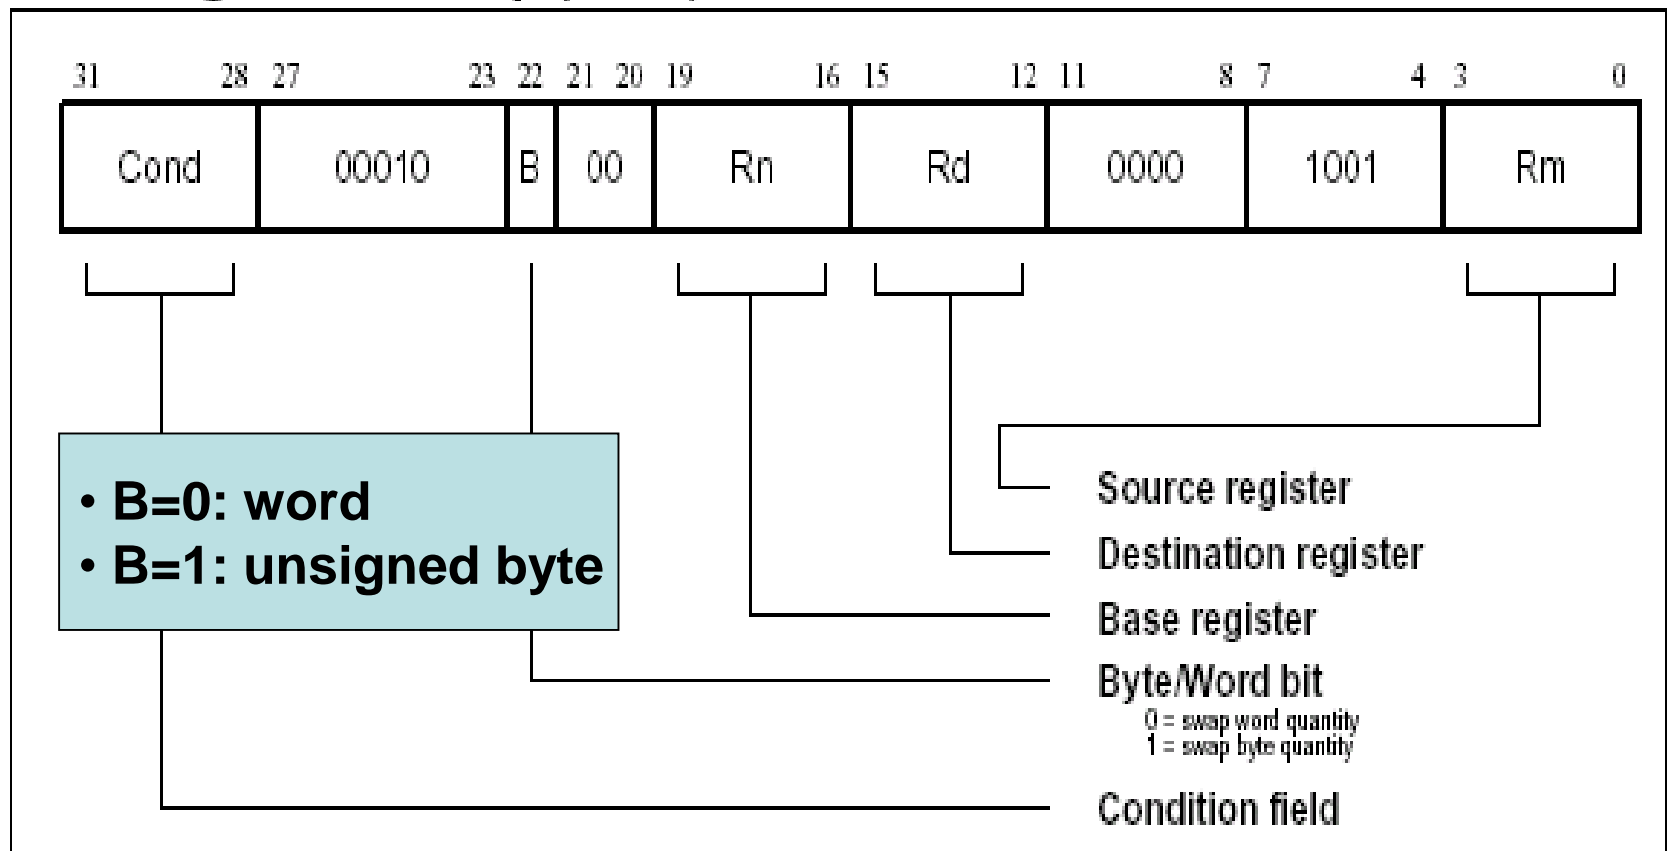 31 28 27 23 22 21 20 19 16 15 12 11 8 7 4 3 0
Cond 00010 B 00 Rn Rd 0000 1001 Rm
• B=0: word
• B=1: unsigned byte
Source register
Destination register
Base register
Byte/Word bit
0 = swap word quantity
1 = swap byte quantity
Condition field